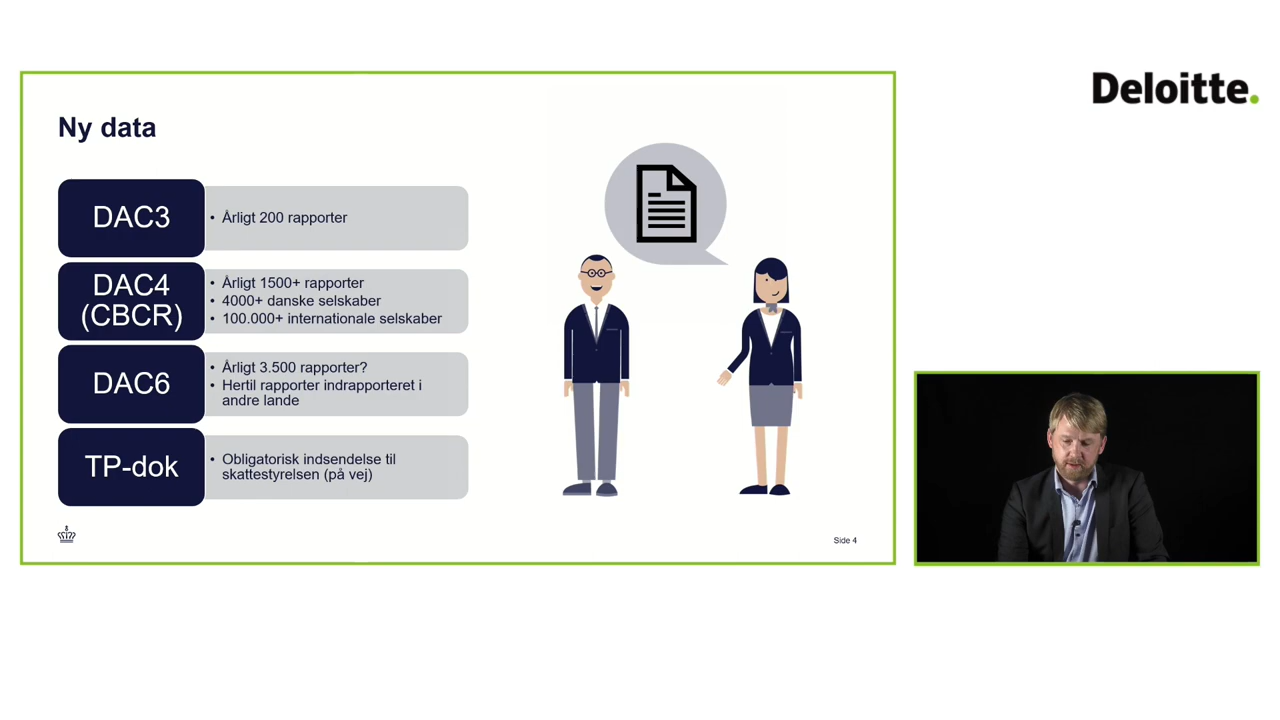 Deloitte.
Ny data
DAC3
• Årligt 200 rapporter
DAC4
(CBCR)
• Årligt 1500+ rapporter
• 4000+ danske selskaber
• 100.000+ internationale selskaber
DAC6
• Årligt 3.500 rapporter?
• Hertil rapporter indrapporteret i
andre lande
TP-dok
• Obligatorisk indsendelse til
skattestyrelsen (på vej)
Side 4